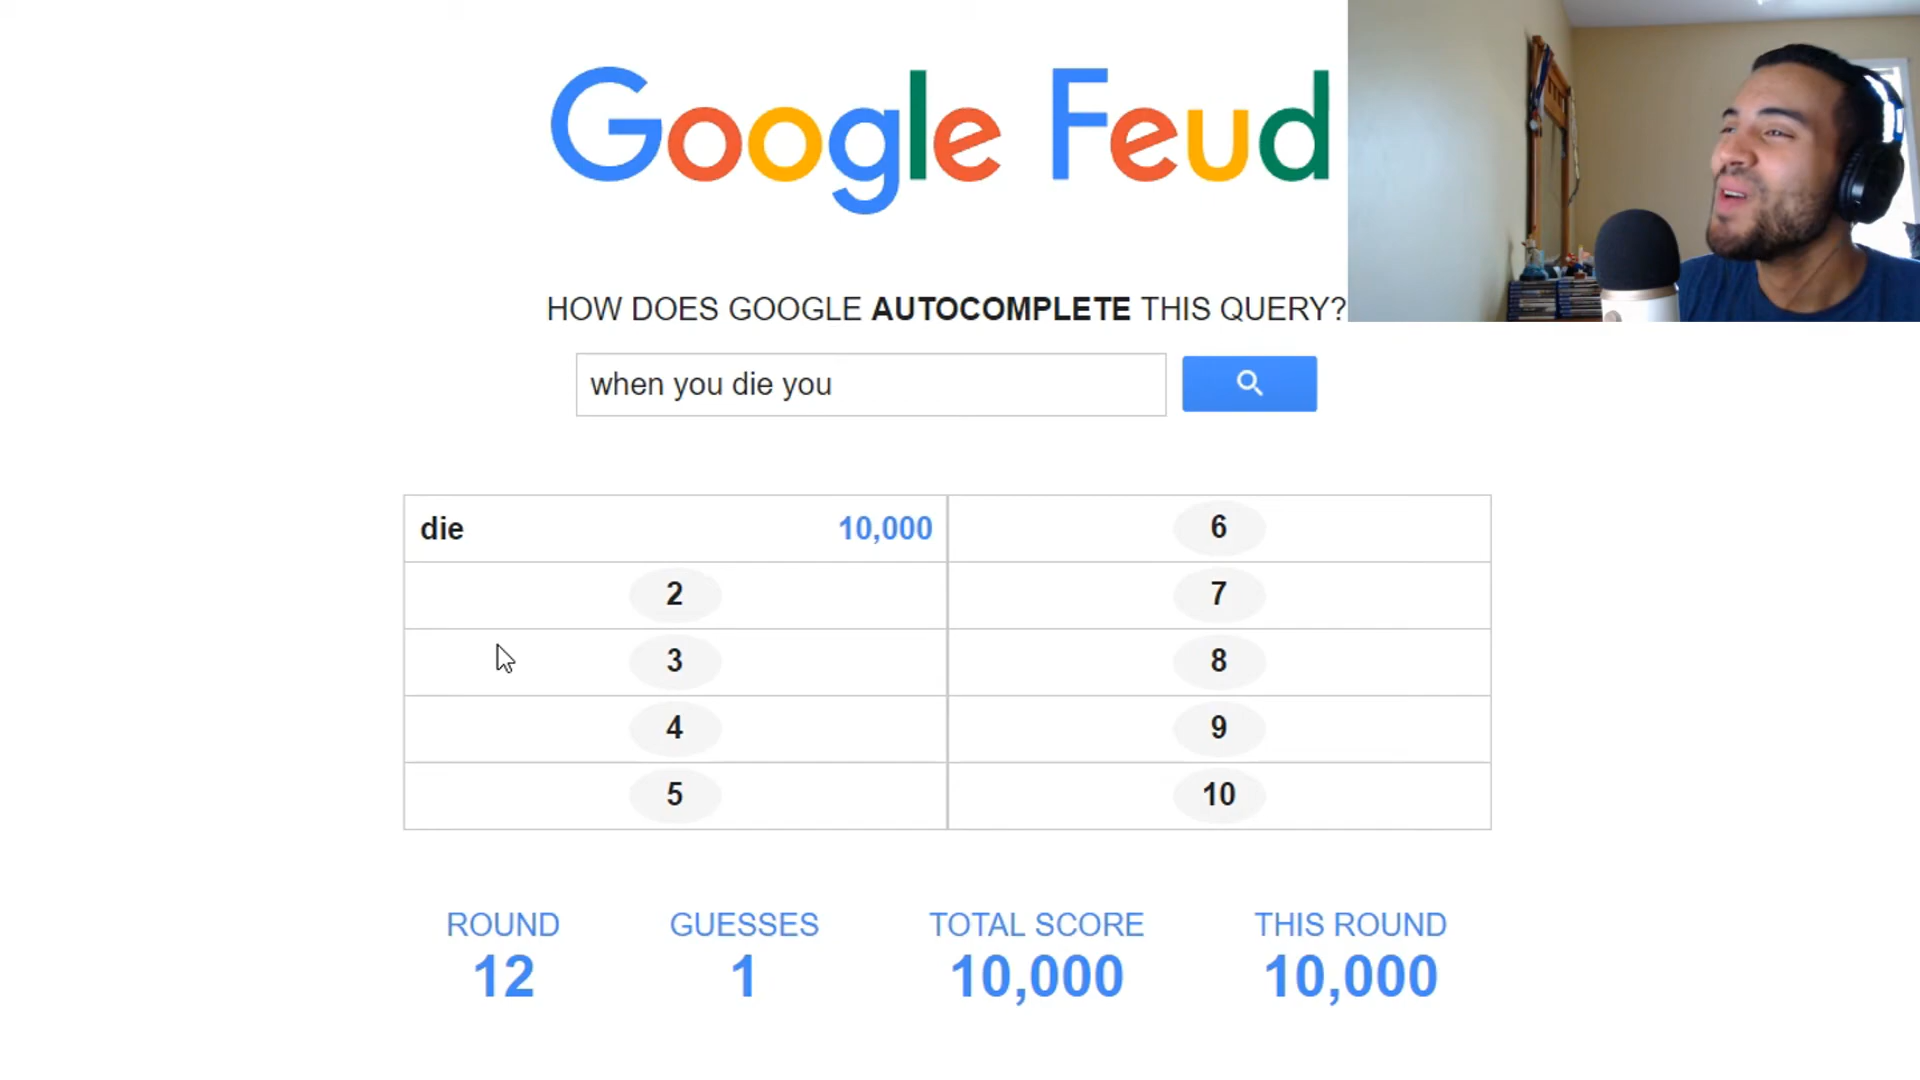 Google Feud
HOW DOES GOOGLE AUTOCOMPLETE THIS QUERY?
when you die you
die 10,000 6
2 7
3 8
4 9
5 10
ROUND GUESSES TOTAL SCORE THIS ROUND
12 1 10,000 10,000